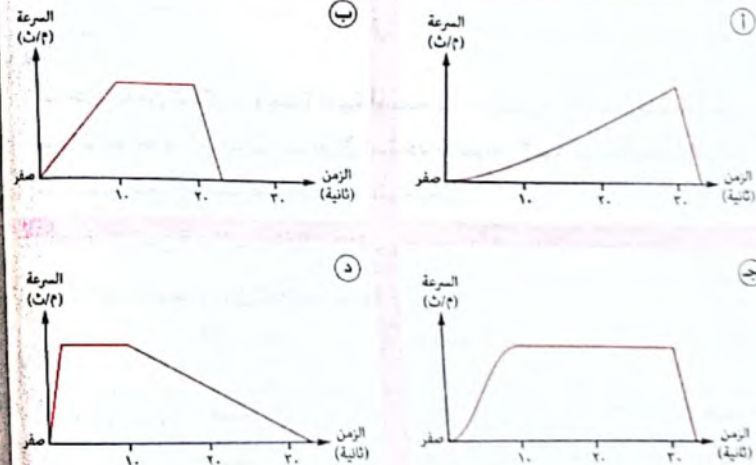 أ
السرعة
(م/ث)
صفر
١٠
٢٠
٣٠
الزمن
(ثانية)
ب
السرعة
(م/ث)
صفر
١٠
٢٠
٣٠
الزمن
(ثانية)
جـ
السرعة
(م/ث)
صفر
١٠
٢٠
٣٠
الزمن
(ثانية)
د
السرعة
(م/ث)
صفر
١٠
٢٠
٣٠
الزمن
(ثانية)